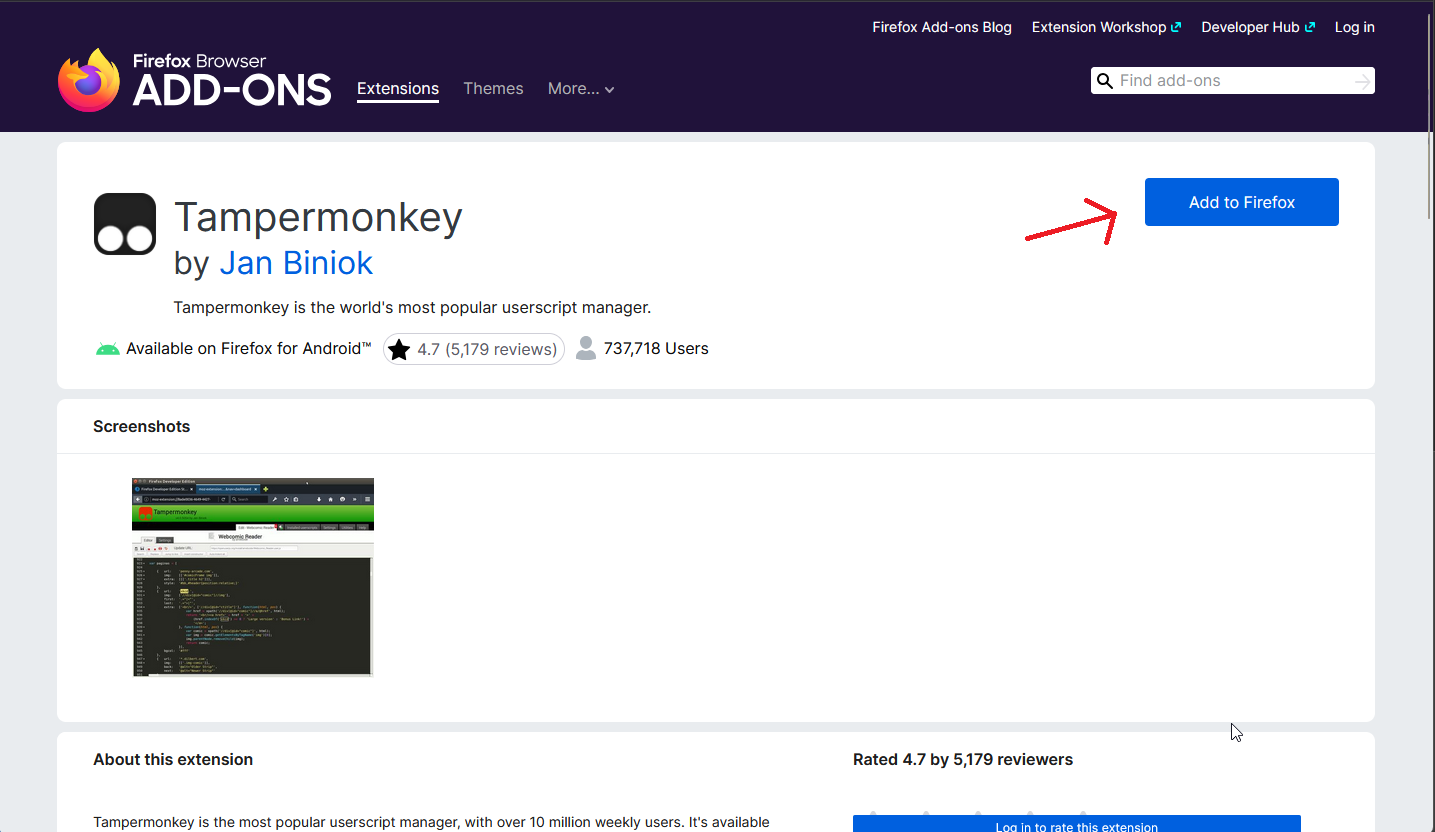 Firefox Add-ons Blog Extension Workshop Developer Hub Log in
Firefox Browser
ADD-ONS
Extensions Themes More...
Find add-ons
Tampermonkey
Add to Firefox
by Jan Biniok
Tampermonkey is the world's most popular userscript manager.
Available on Firefox for Android™ 4.7 (5,179 reviews) 737,718 Users
Screenshots
Firefox Developer Edition
Tampermonkey
Webcomic Reader
About this extension
Rated 4.7 by 5,179 reviewers
Tampermonkey is the most popular userscript manager, with over 10 million weekly users. It's available
Log in to rate this extension